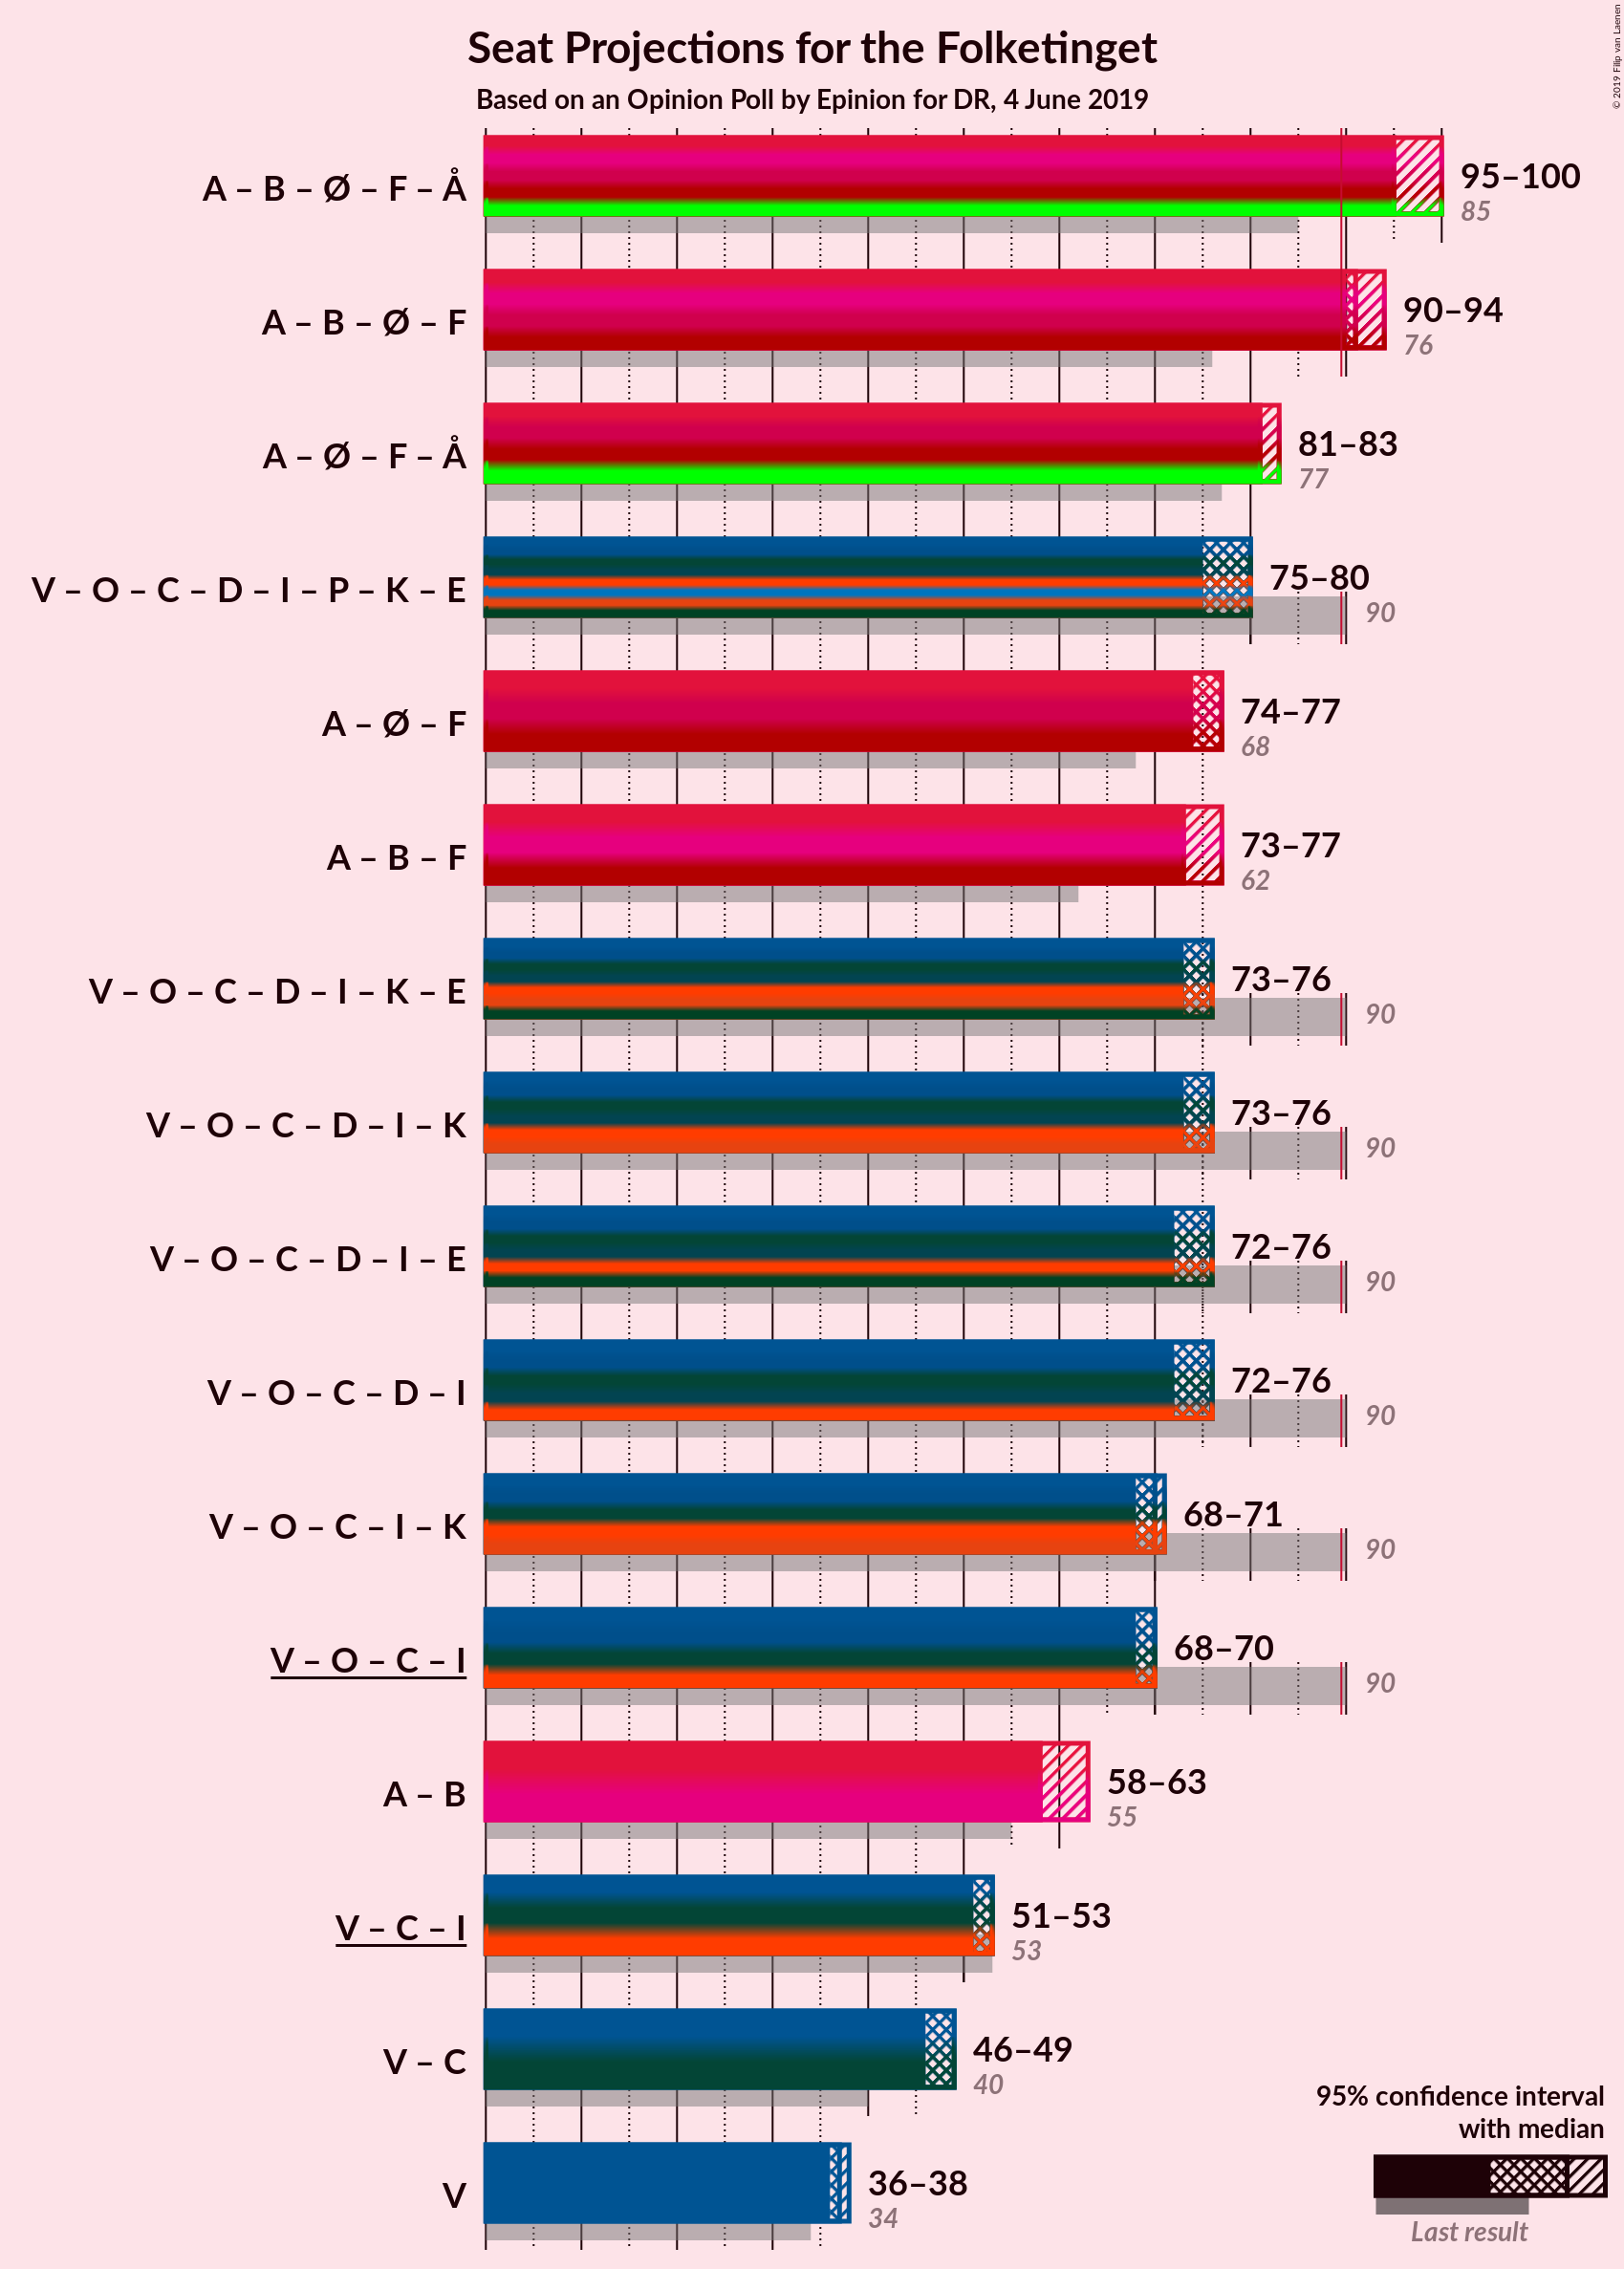 Seat Projections for the Folketinget
Based on an Opinion Poll by Epinion for DR, 4 June 2019
© 2019 Filip van Laenen
A – B – Ø – F – Å
95–100
85
A – B – Ø – F
90–94
76
A – Ø – F – Å
81–83
77
V – O – C – D – I – P – K – E
75–80
90
A – Ø – F
74–77
68
A – B – F
73–77
62
V – O – C – D – I – K – E
73–76
90
V – O – C – D – I – K
73–76
90
V – O – C – D – I – E
72–76
90
V – O – C – D – I
72–76
90
V – O – C – I – K
68–71
90
V – O – C – I
68–70
90
A – B
58–63
55
V – C – I
51–53
53
V – C
46–49
40
V
36–38
34
95% confidence interval
with median
Last result